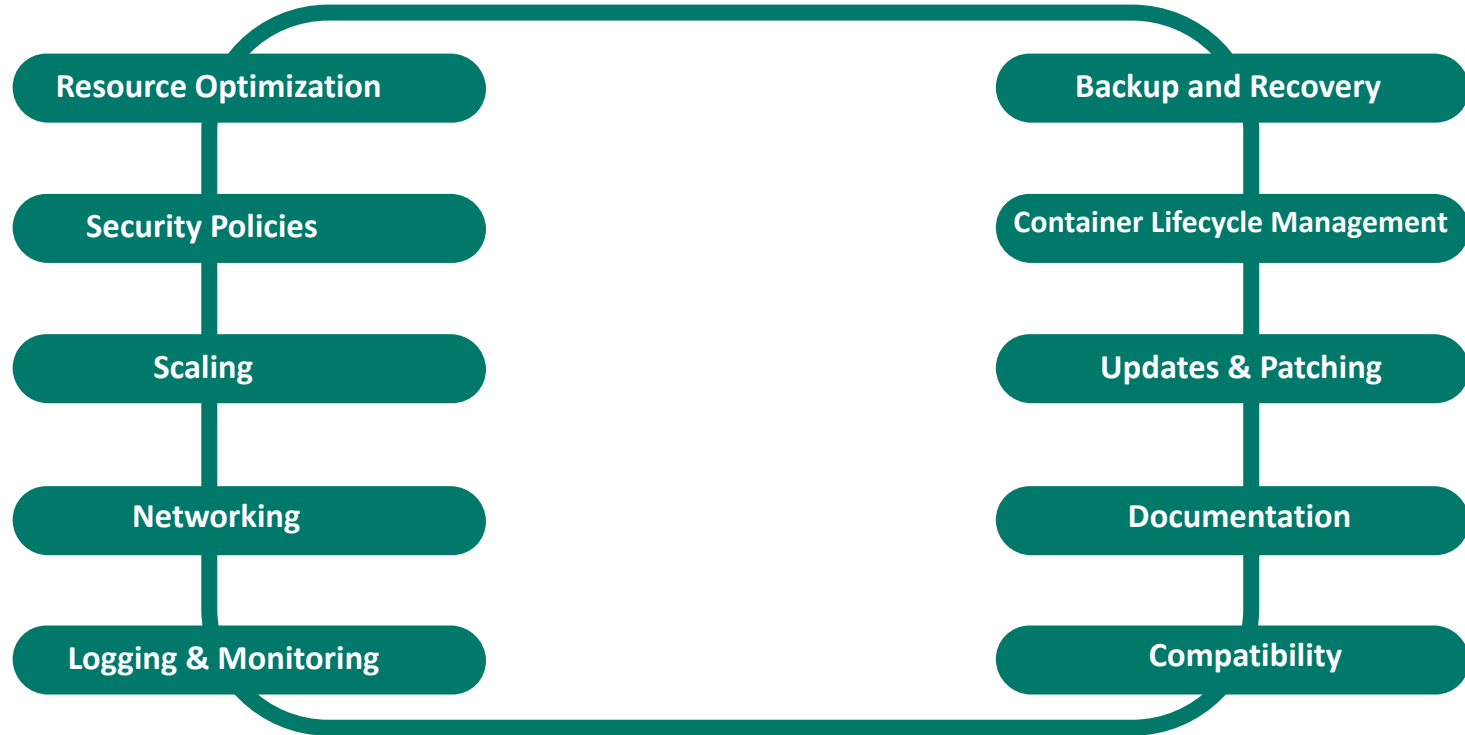 Resource Optimization
Security Policies
Scaling
Networking
Logging & Monitoring
Backup and Recovery
Container Lifecycle Management
Updates & Patching
Documentation
Compatibility